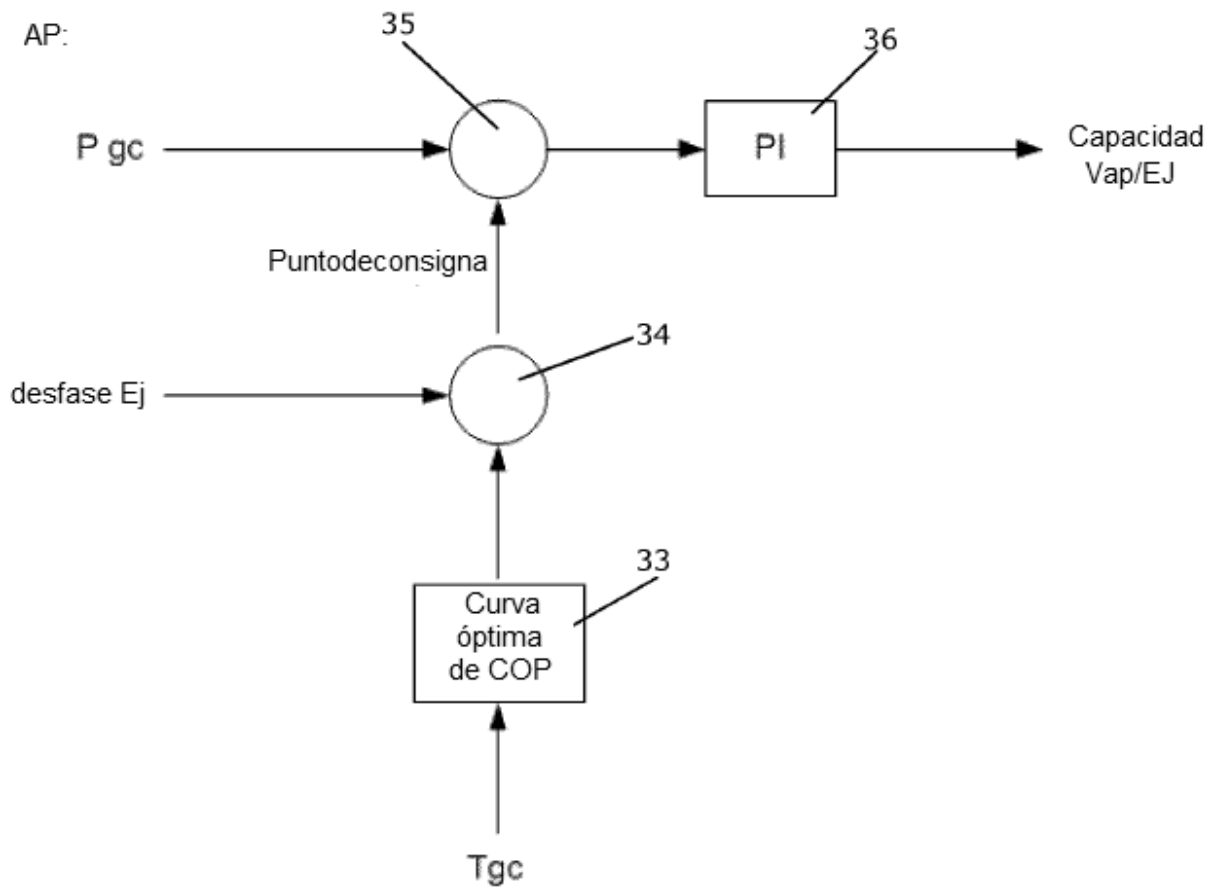 AP:
35
36
P gc
PI
Capacidad
Vap/EJ
Puntodeconsigna
34
desfase Ej
33
Curva
óptima
de COP
Tgc